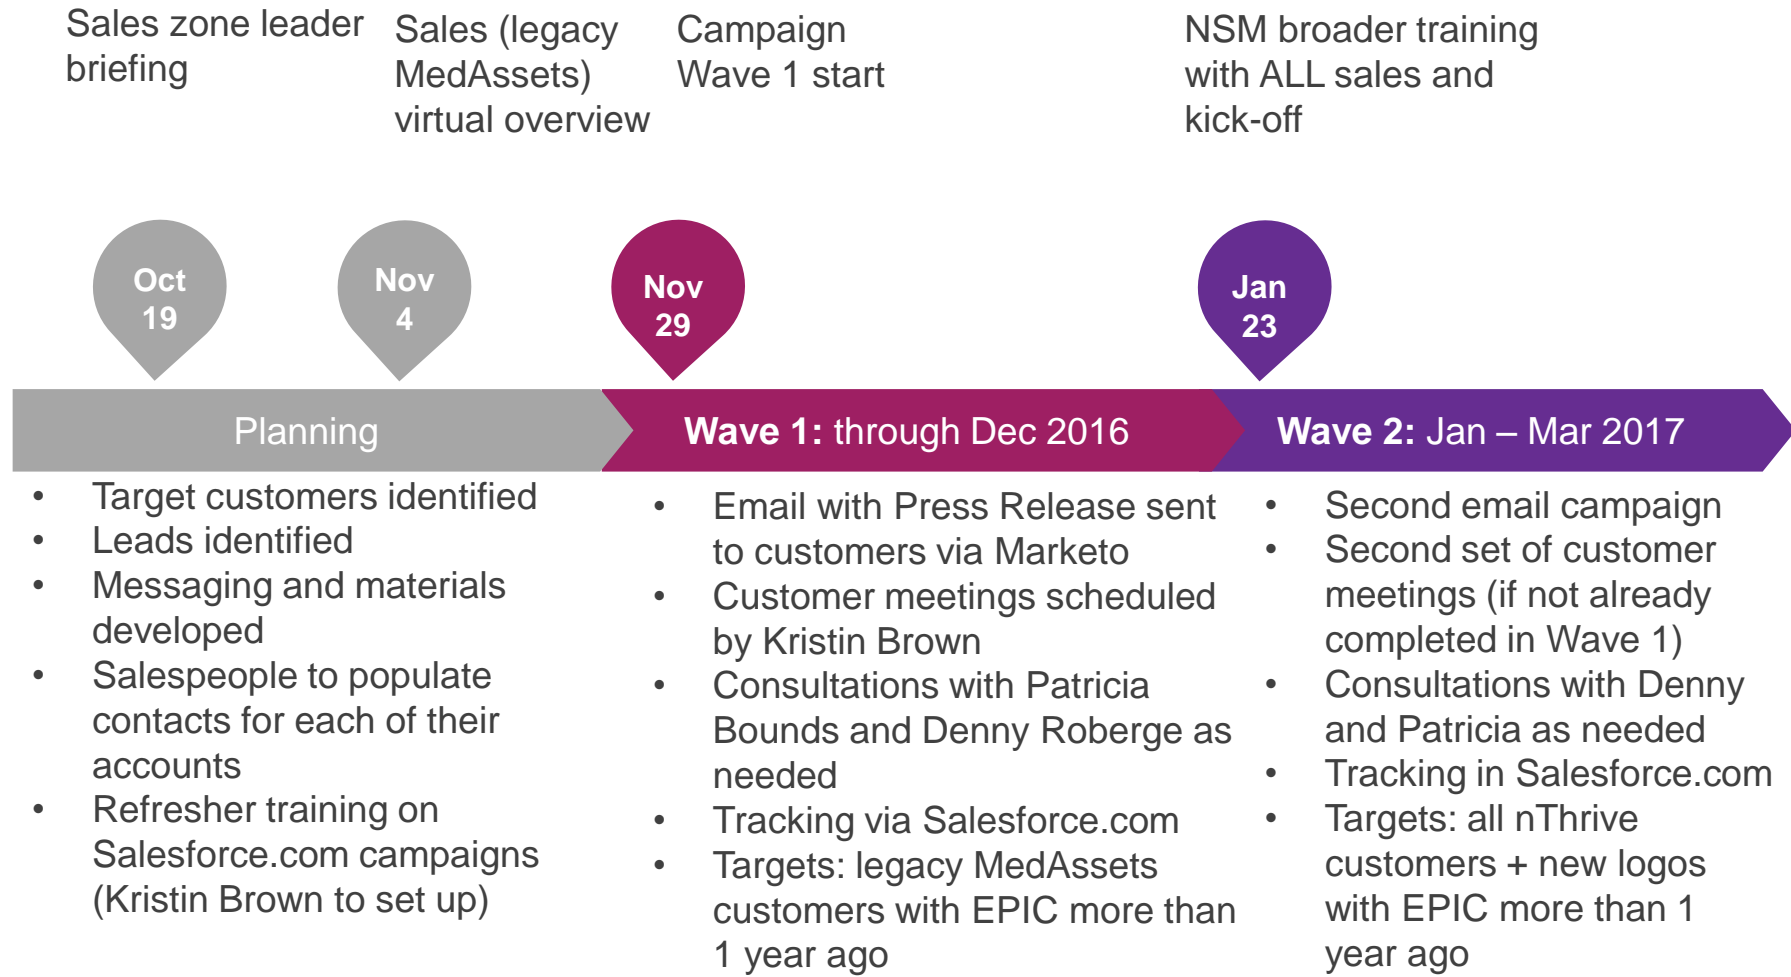 Sales zone leader
briefing
Sales (legacy
MedAssets)
virtual overview
Campaign
Wave 1 start
NSM broader training
with ALL sales and
kick-off
Oct
19
Nov
4
Nov
29
Jan
23
Planning
Wave 1: through Dec 2016
Wave 2: Jan – Mar 2017
• Target customers identified
• Leads identified
• Messaging and materials
developed
• Salespeople to populate
contacts for each of their
accounts
• Refresher training on
Salesforce.com campaigns
(Kristin Brown to set up)
• Email with Press Release sent
to customers via Marketo
• Customer meetings scheduled
by Kristin Brown
• Consultations with Patricia
Bounds and Denny Roberge as
needed
• Tracking via Salesforce.com
• Targets: legacy MedAssets
customers with EPIC more than
1 year ago
• Second email campaign
• Second set of customer
meetings (if not already
completed in Wave 1)
• Consultations with Denny
and Patricia as needed
• Tracking in Salesforce.com
• Targets: all nThrive
customers + new logos
with EPIC more than 1
year ago